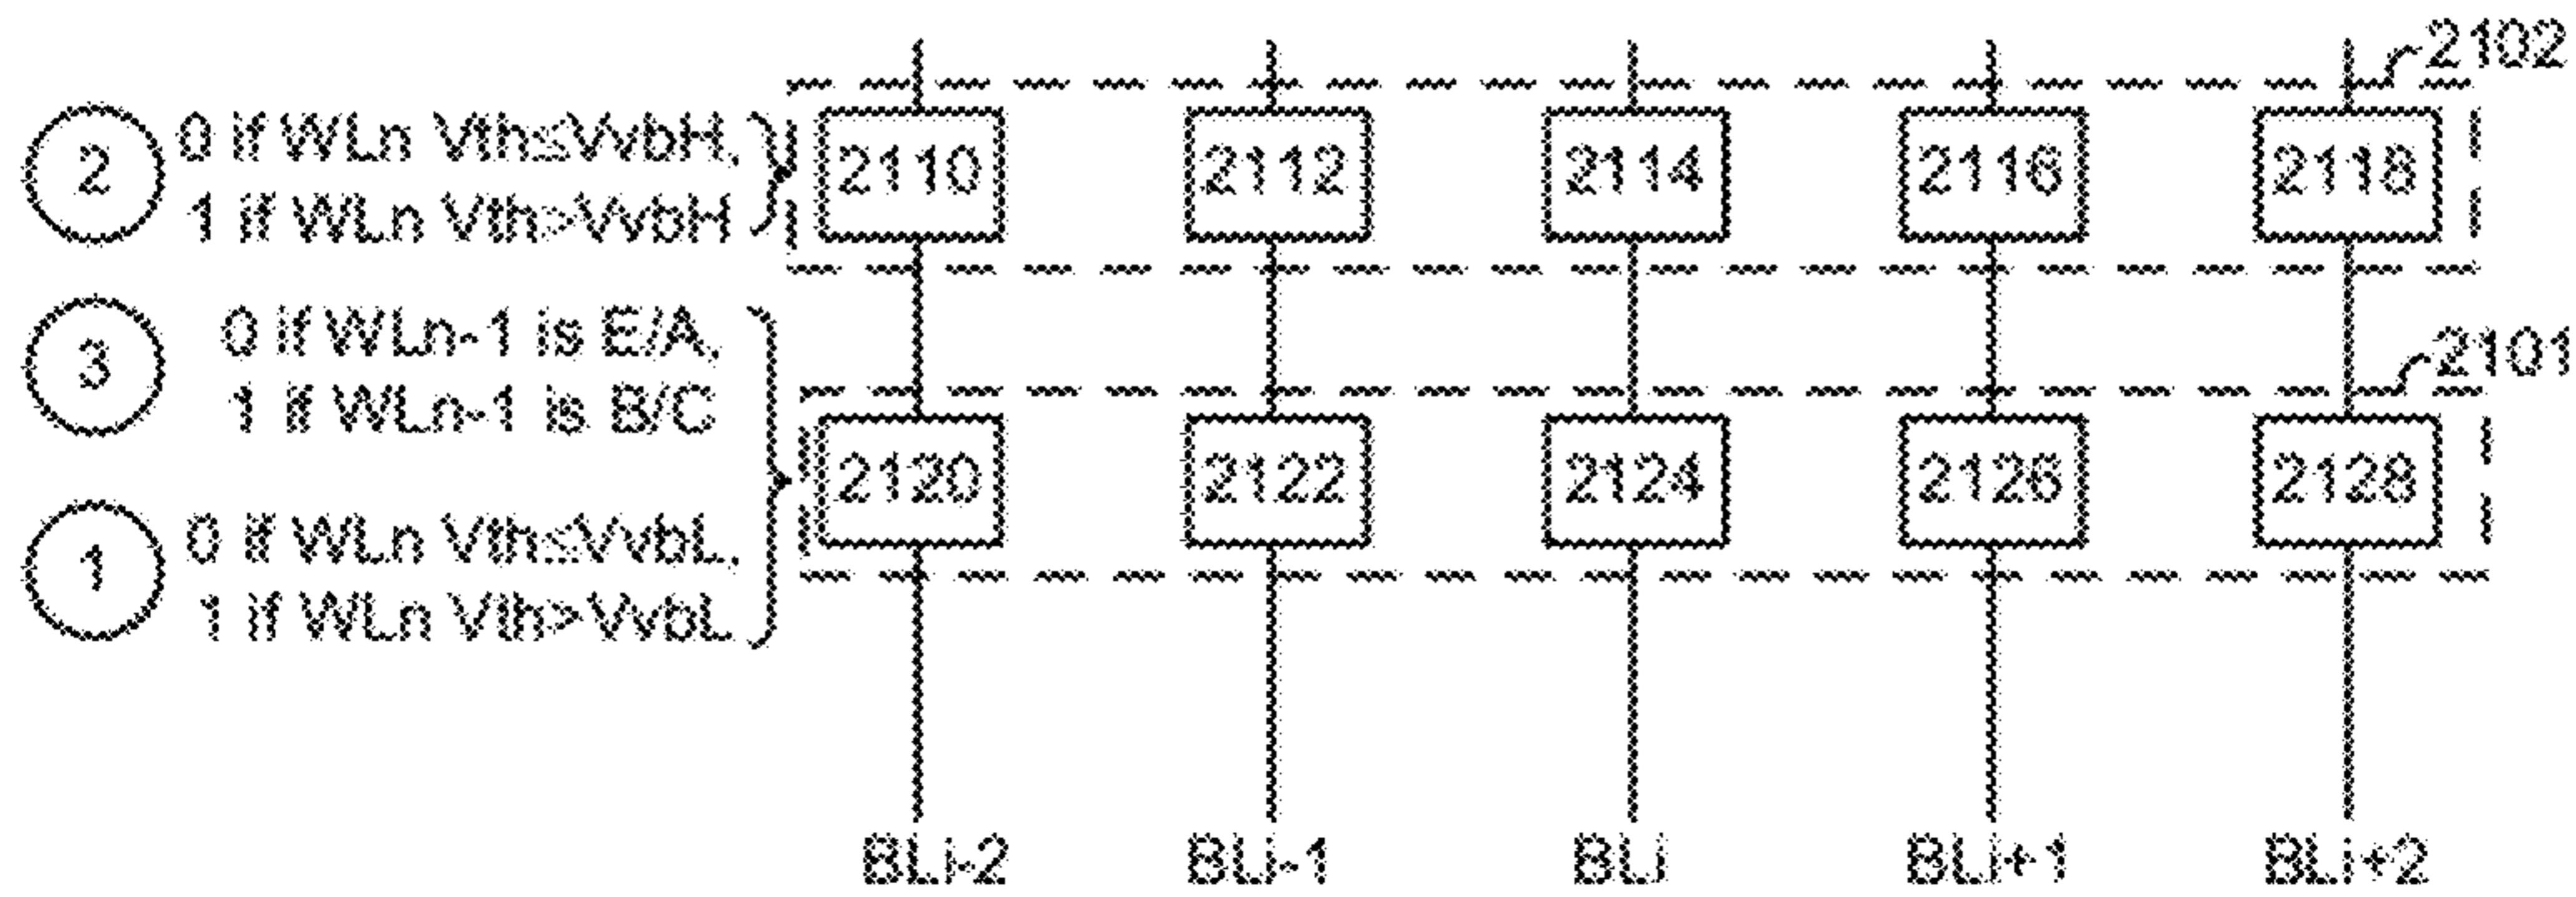 2102
2 0 if WLn Vth≤VvbH, 2110 2112 2114 2116 2118
1 if WLn Vth>VvbH
3 0 if WLn-1 is E/A, 2101
1 if WLn-1 is B/C
2120 2122 2124 2126 2128
1 0 if WLn Vth≤VvbL,
1 if WLn Vth>VvbL
BLi-2 BLi-1 BLi BLi+1 BLi+2